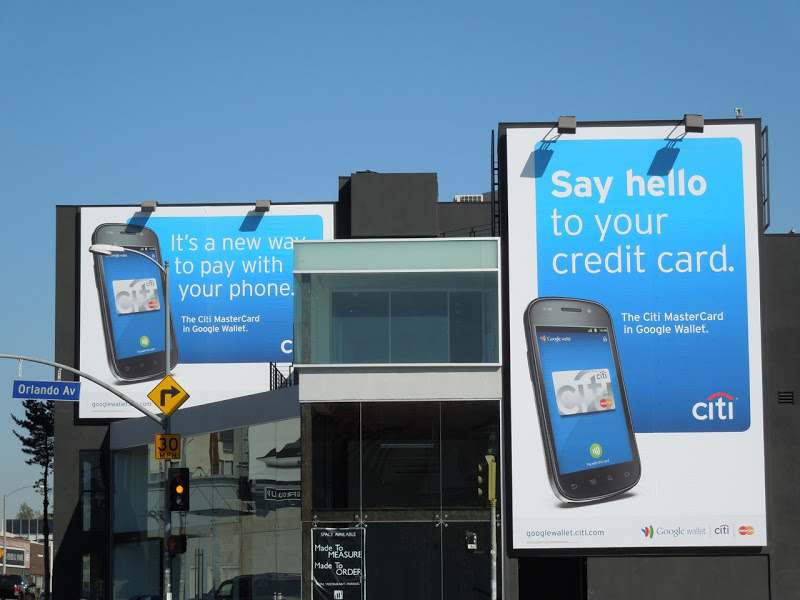 It's a new way
to pay with
your phone.
The Citi MasterCard
in Google Wallet.
citi
googlewallet.citi.com
Orlando Av
30
MPH
SPACE AVAILABLE
Made To
MEASURE
Made To
ORDER
Say hello
to your
credit card.
The Citi MasterCard
in Google Wallet.
Google wallet
citi
citi
googlewallet.citi.com
Google wallet citi